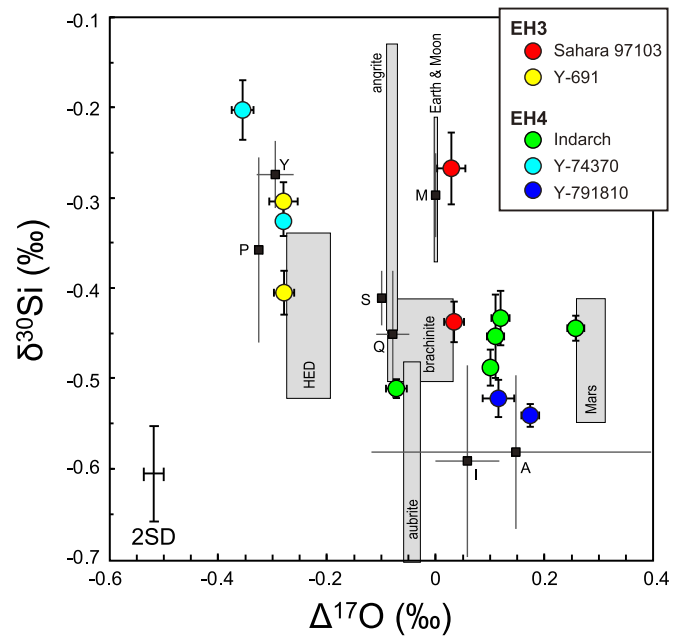 EH3
Sahara 97103
Y-691
EH4
Indarch
Y-74370
Y-791810
angrite
Earth & Moon
Y
P
M
S
Q
HED
brachinite
Mars
aubrite
I
A
2SD
-0.1
-0.2
-0.3
-0.4
-0.5
-0.6
-0.7
δ³⁰Si (‰)
-0.6
-0.4
-0.2
0
0.2
0.4
Δ¹⁷O (‰)